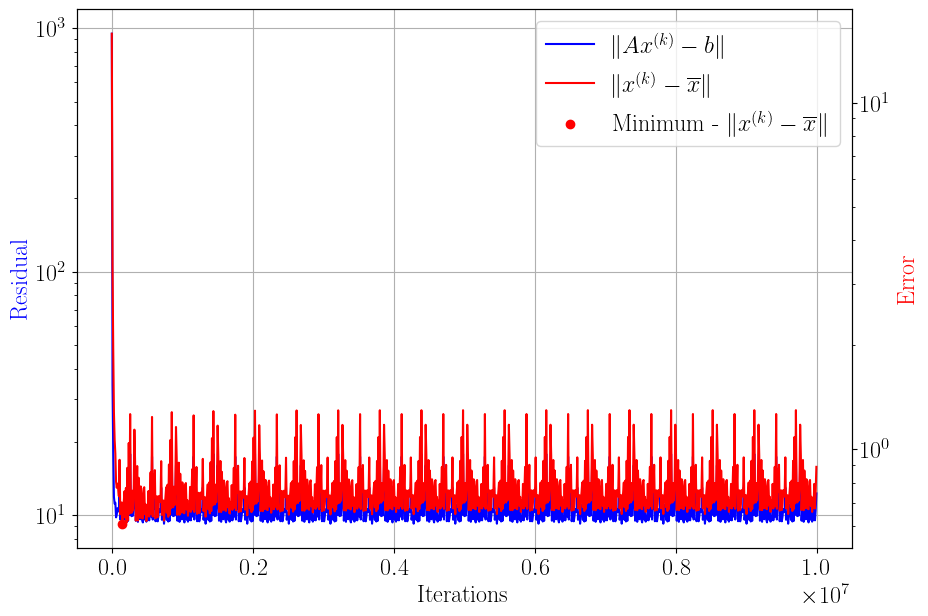 10³
10²
10¹
Residual
‖Ax⁽ᵏ⁾ − b‖
‖x⁽ᵏ⁾ − x̅‖
Minimum - ‖x⁽ᵏ⁾ − x̅‖
10¹
10⁰
Error
0.0 0.2 0.4 0.6 0.8 1.0
×10⁷
Iterations